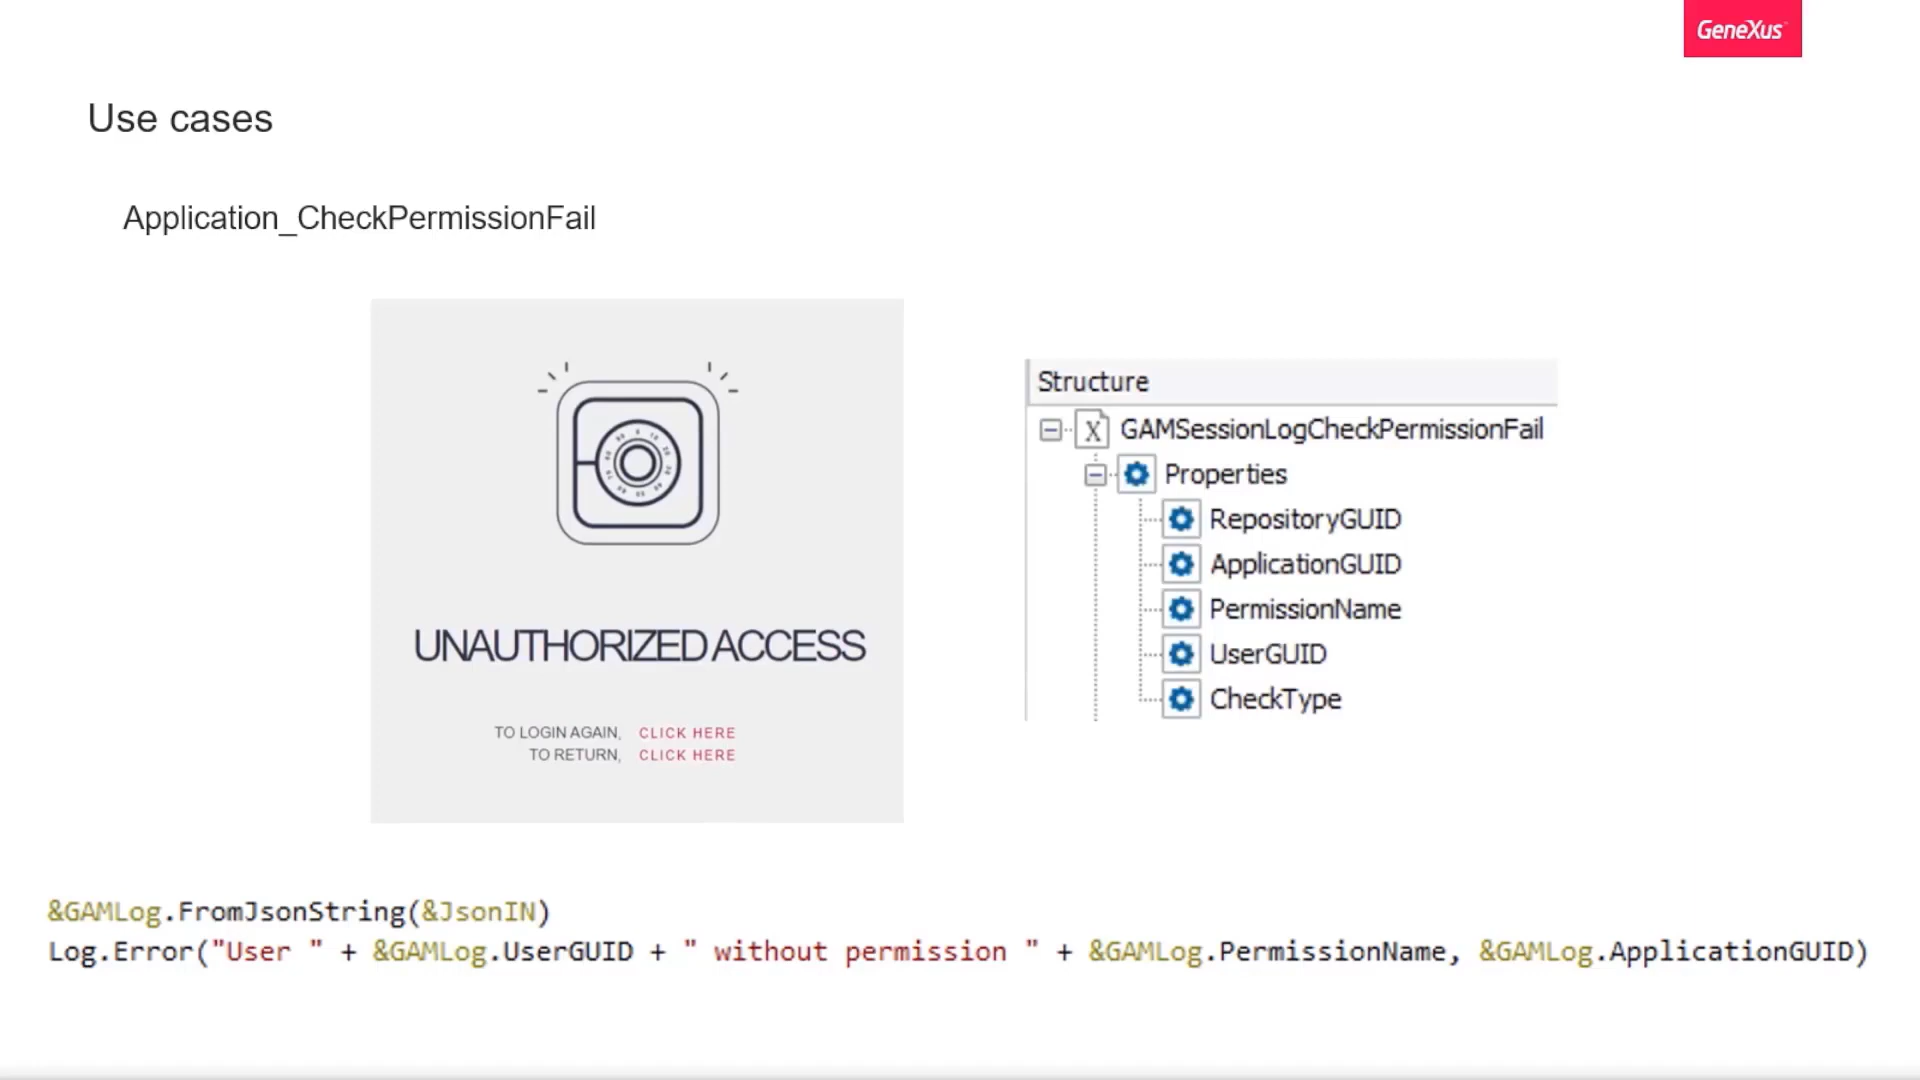 GeneXus
Use cases
Application_CheckPermissionFail
UNAUTHORIZED ACCESS
TO LOGIN AGAIN, CLICK HERE
TO RETURN, CLICK HERE
Structure
GAMSessionLogCheckPermissionFail
Properties
RepositoryGUID
ApplicationGUID
PermissionName
UserGUID
CheckType
&GAMLog.FromJsonString(&JsonIN)
Log.Error("User " + &GAMLog.UserGUID + " without permission " + &GAMLog.PermissionName, &GAMLog.ApplicationGUID)